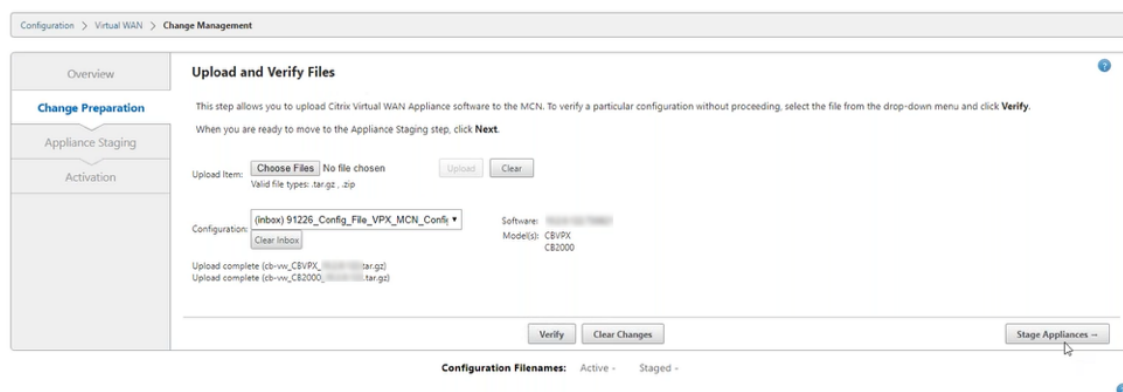 Configuration > Virtual WAN > Change Management
Overview
Change Preparation
Appliance Staging
Activation
Upload and Verify Files
This step allows you to upload Citrix Virtual WAN Appliance software to the MCN. To verify a particular configuration without proceeding, select the file from the drop-down menu and click Verify.
When you are ready to move to the Appliance Staging step, click Next.
Upload Item: Choose Files No file chosen Upload Clear
Valid file types: .tar.gz , .zip
Configuration: (inbox) 91226_Config_File_VPX_MCN_Config
Clear Inbox
Software:
Model(s): CBVPX
CB2000
Upload complete (cb-vw_CBVPX_ tar.gz)
Upload complete (cb-vw_CB2000_ .tar.gz)
Verify Clear Changes Stage Appliances →
Configuration Filenames: Active - Staged -